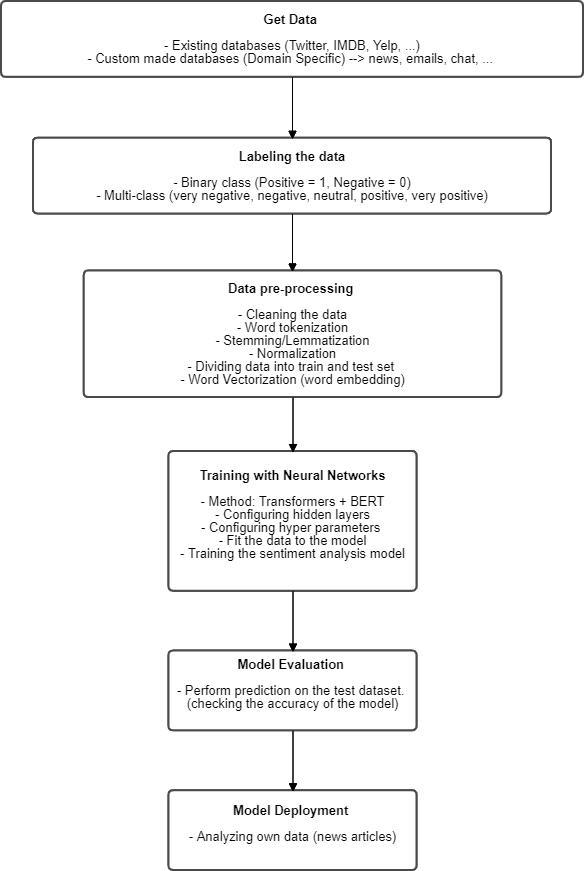 Get Data
- Existing databases (Twitter, IMDB, Yelp, ...)
- Custom made databases (Domain Specific) --> news, emails, chat, ...
Labeling the data
- Binary class (Positive = 1, Negative = 0)
- Multi-class (very negative, negative, neutral, positive, very positive)
Data pre-processing
- Cleaning the data
- Word tokenization
- Stemming/Lemmatization
- Normalization
- Dividing data into train and test set
- Word Vectorization (word embedding)
Training with Neural Networks
- Method: Transformers + BERT
- Configuring hidden layers
- Configuring hyper parameters
- Fit the data to the model
- Training the sentiment analysis model
Model Evaluation
- Perform prediction on the test dataset.
(checking the accuracy of the model)
Model Deployment
- Analyzing own data (news articles)